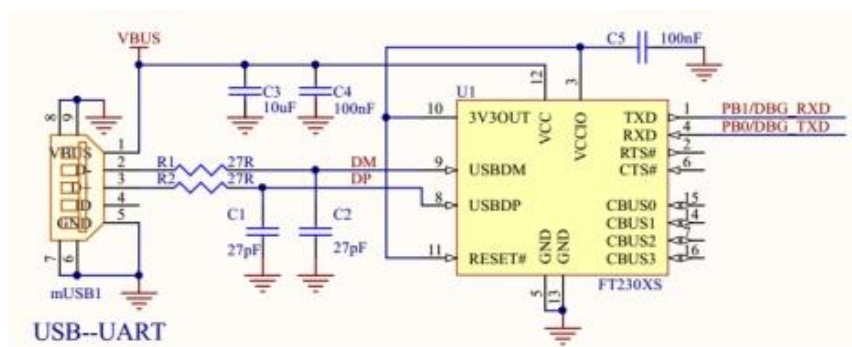 VBUS
C5
100nF
C3
10uF
C4
100nF
12
3
U1
8
9
10
3V3OUT
VCC
VCCIO
TXD
1
PB1/DBG_RXD
RXD
4
PB0/DBG_TXD
RTS#
2
CTS#
6
VBUS
1
D-
2
R1
27R
DM
9
USBDM
D+
3
R2
27R
DP
8
USBDP
ID
4
GND
5
C1
27pF
C2
27pF
CBUS0
15
CBUS1
14
CBUS2
7
CBUS3
16
11
RESET#
GND
GND
5
13
FT230XS
7
6
mUSB1
USB--UART